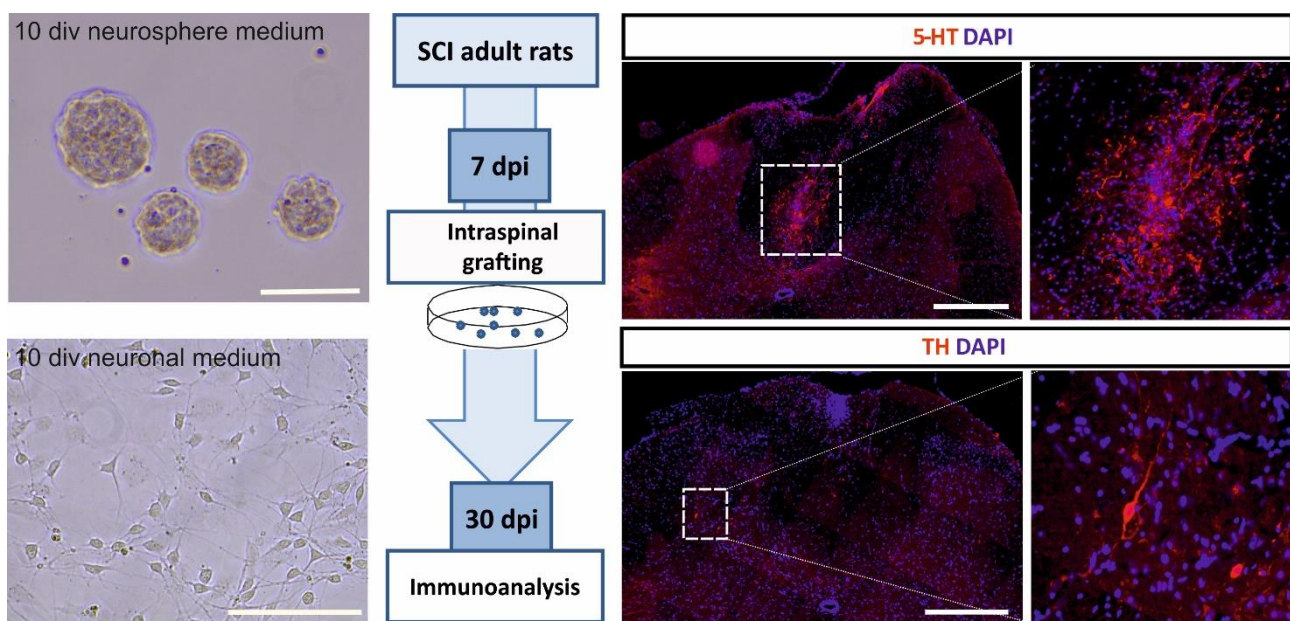 10 div neurosphere medium
10 div neuronal medium
SCI adult rats
7 dpi
Intraspinal
grafting
30 dpi
Immunoanalysis
5-HT DAPI
TH DAPI